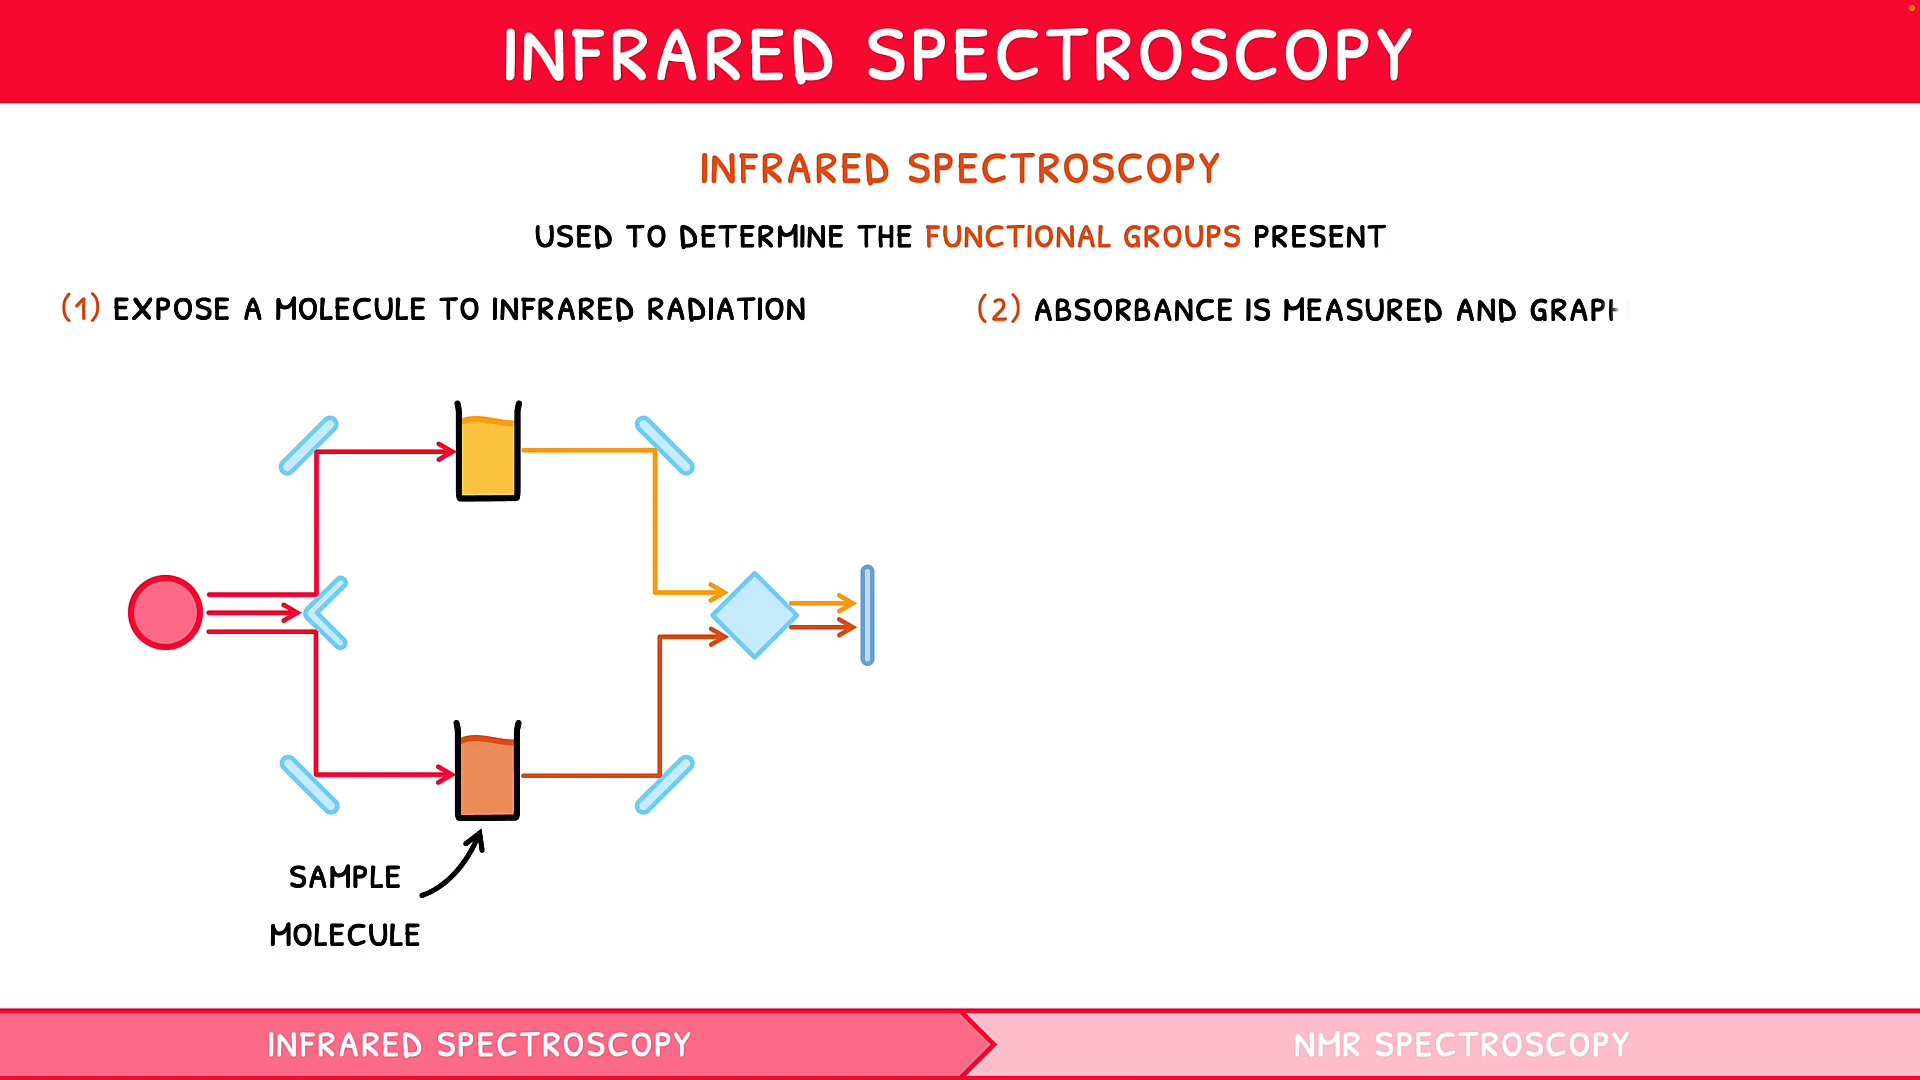 INFRARED SPECTROSCOPY
INFRARED SPECTROSCOPY
USED TO DETERMINE THE FUNCTIONAL GROUPS PRESENT
(1) EXPOSE A MOLECULE TO INFRARED RADIATION
(2) ABSORBANCE IS MEASURED AND
SAMPLE
MOLECULE
INFRARED SPECTROSCOPY
NMR SPECTROSCOPY